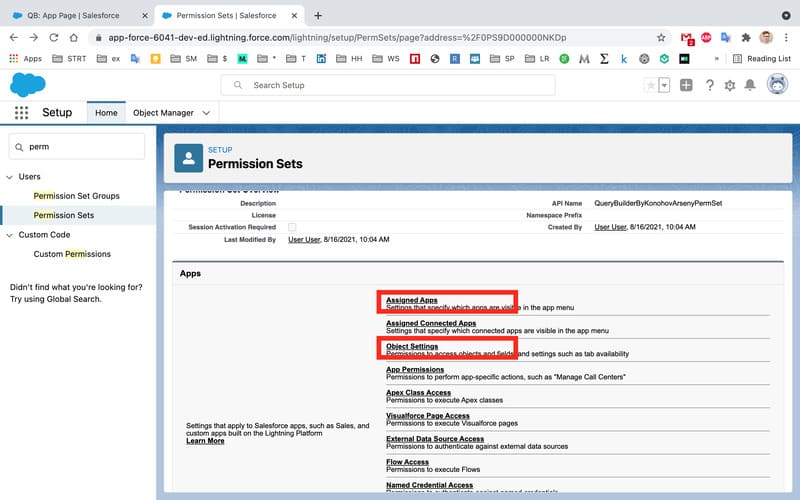 QB: App Page | Salesforce
Permission Sets | Salesforce
app-force-6041-dev-ed.lightning.force.com/lightning/setup/PermSets/page?address=%2F0PS9D000000NKDp
2
ABP
Apps
STRT
ex
SM
$
M.
*
T
HH
WS
R
SP
LR
M
Σ
k
»
Reading List
Search Setup
Setup
Home
Object Manager
perm
Users
Permission Set Groups
Permission Sets
Custom Code
Custom Permissions
Didn't find what you're looking for?
Try using Global Search.
SETUP
Permission Sets
Permission Set Overview
Description
API Name
QueryBuilderByKonohovArsenyPermSet
License
Namespace Prefix
Session Activation Required
Created By
User User, 8/16/2021, 10:04 AM
Last Modified By
User User, 8/16/2021, 10:04 AM
Apps
Settings that apply to Salesforce apps, such as Sales, and
custom apps built on the Lightning Platform
Learn More
Assigned Apps
Settings that specify which apps are visible in the app menu
Assigned Connected Apps
Settings that specify which connected apps are visible in the app menu
Object Settings
Permissions to access objects and fields, and settings such as tab availability
App Permissions
Permissions to perform app-specific actions, such as "Manage Call Centers"
Apex Class Access
Permissions to execute Apex classes
Visualforce Page Access
Permissions to execute Visualforce pages
External Data Source Access
Permissions to authenticate against external data sources
Flow Access
Permissions to execute Flows
Named Credential Access
Permissions to authenticate against named credentials